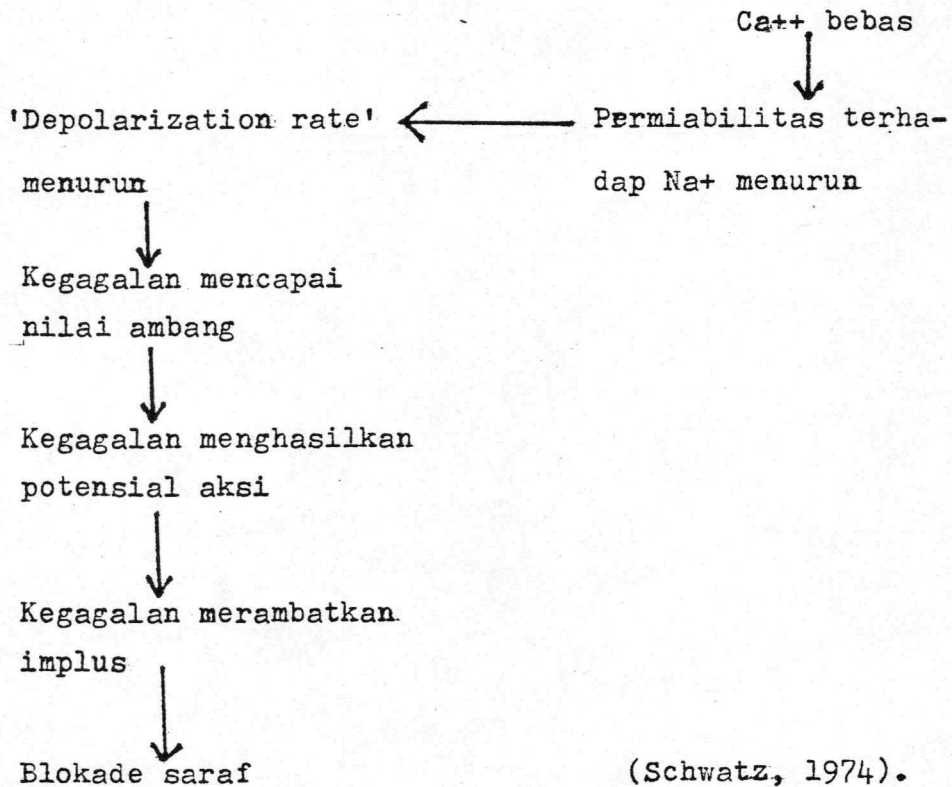 Ca++ bebas
'Depolarization rate' Permiabilitas terha-
menurun dap Na+ menurun
Kegagalan mencapai
nilai ambang
Kegagalan menghasilkan
potensial aksi
Kegagalan merambatkan
implus
Blokade saraf (Schwatz, 1974).